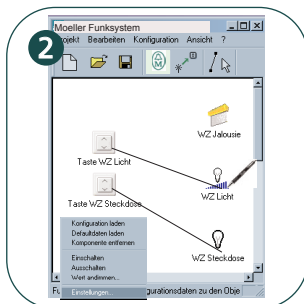 Moeller Funksystem
2
Projekt Bearbeiten Konfiguration Ansicht ?
WZ Jalousie
Taste WZ Licht
WZ Licht
Taste WZ Steckdose
WZ Steckdose
Konfiguration laden
Defaultdaten laden
Komponente entfernen
Einschalten
Ausschalten
Wert andimmen...
Einstellungen...
gurationsdaten zu den Obje